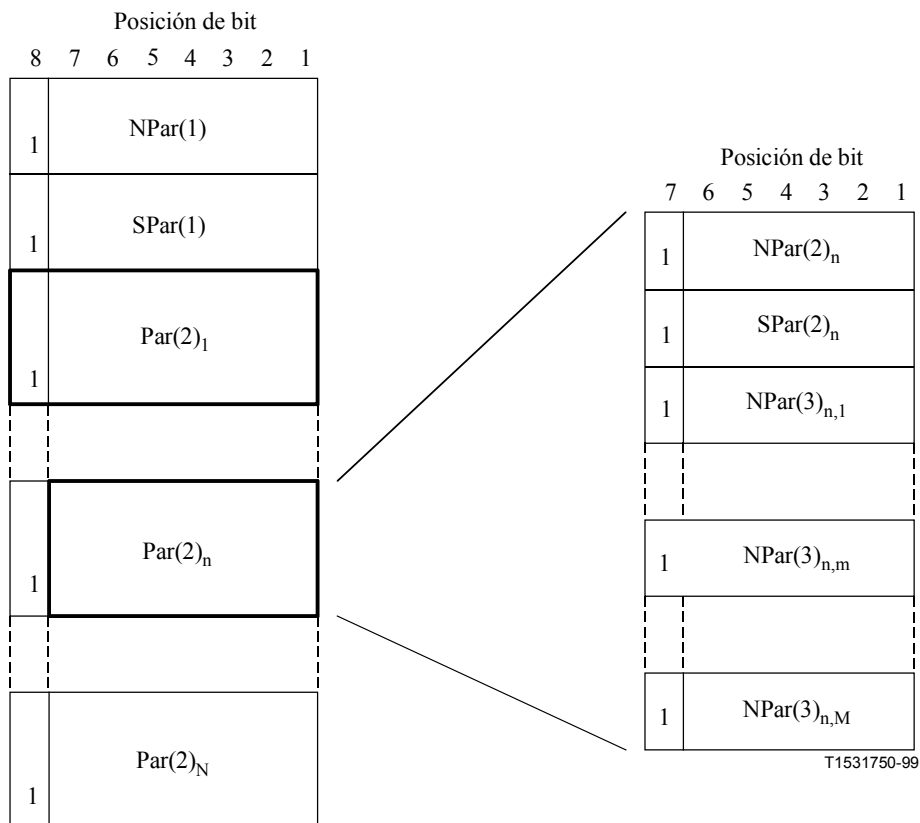 Posición de bit
8 7 6 5 4 3 2 1
NPar(1)
1
SPar(1)
1
Par(2)1
1
Par(2)n
1
Par(2)N
1
Posición de bit
7 6 5 4 3 2 1
1 NPar(2)n
1 SPar(2)n
1 NPar(3)n,1
1 NPar(3)n,m
1 NPar(3)n,M
T1531750-99